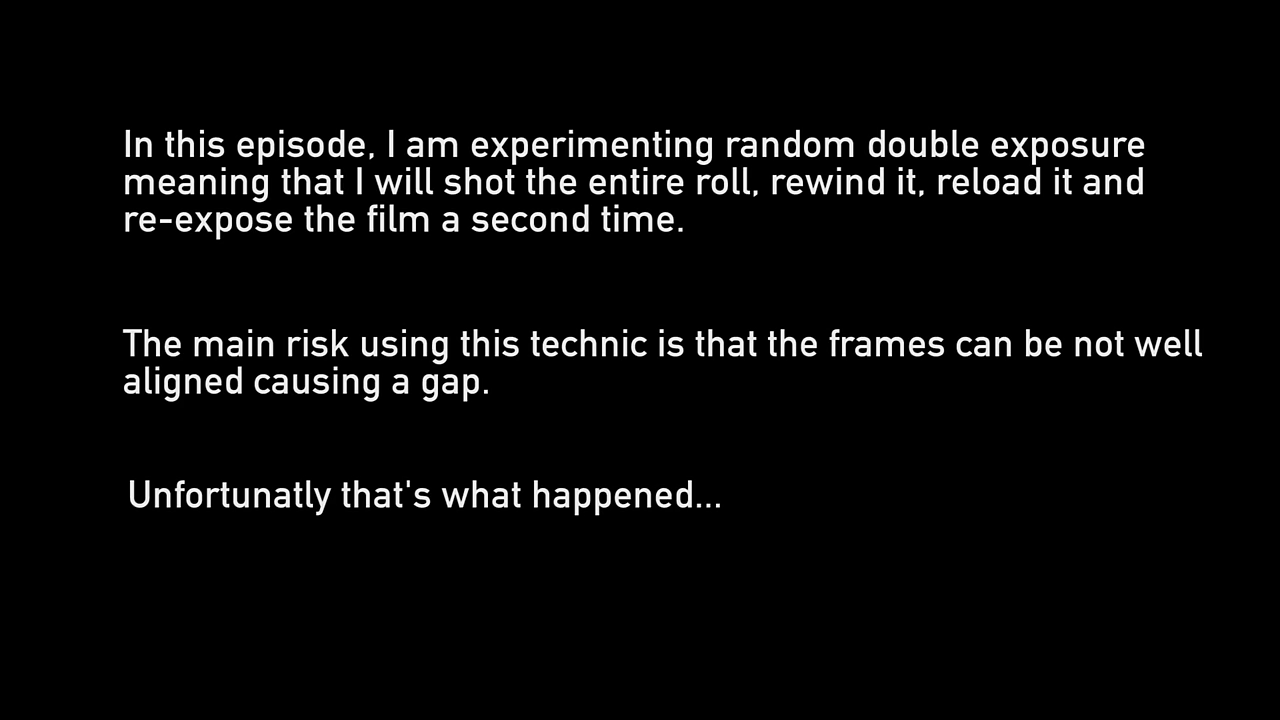 In this episode, I am experimenting random double exposure
meaning that I will shot the entire roll, rewind it, reload it and
re-expose the film a second time.
The main risk using this technic is that the frames can be not well
aligned causing a gap.
Unfortunatly that's what happened...